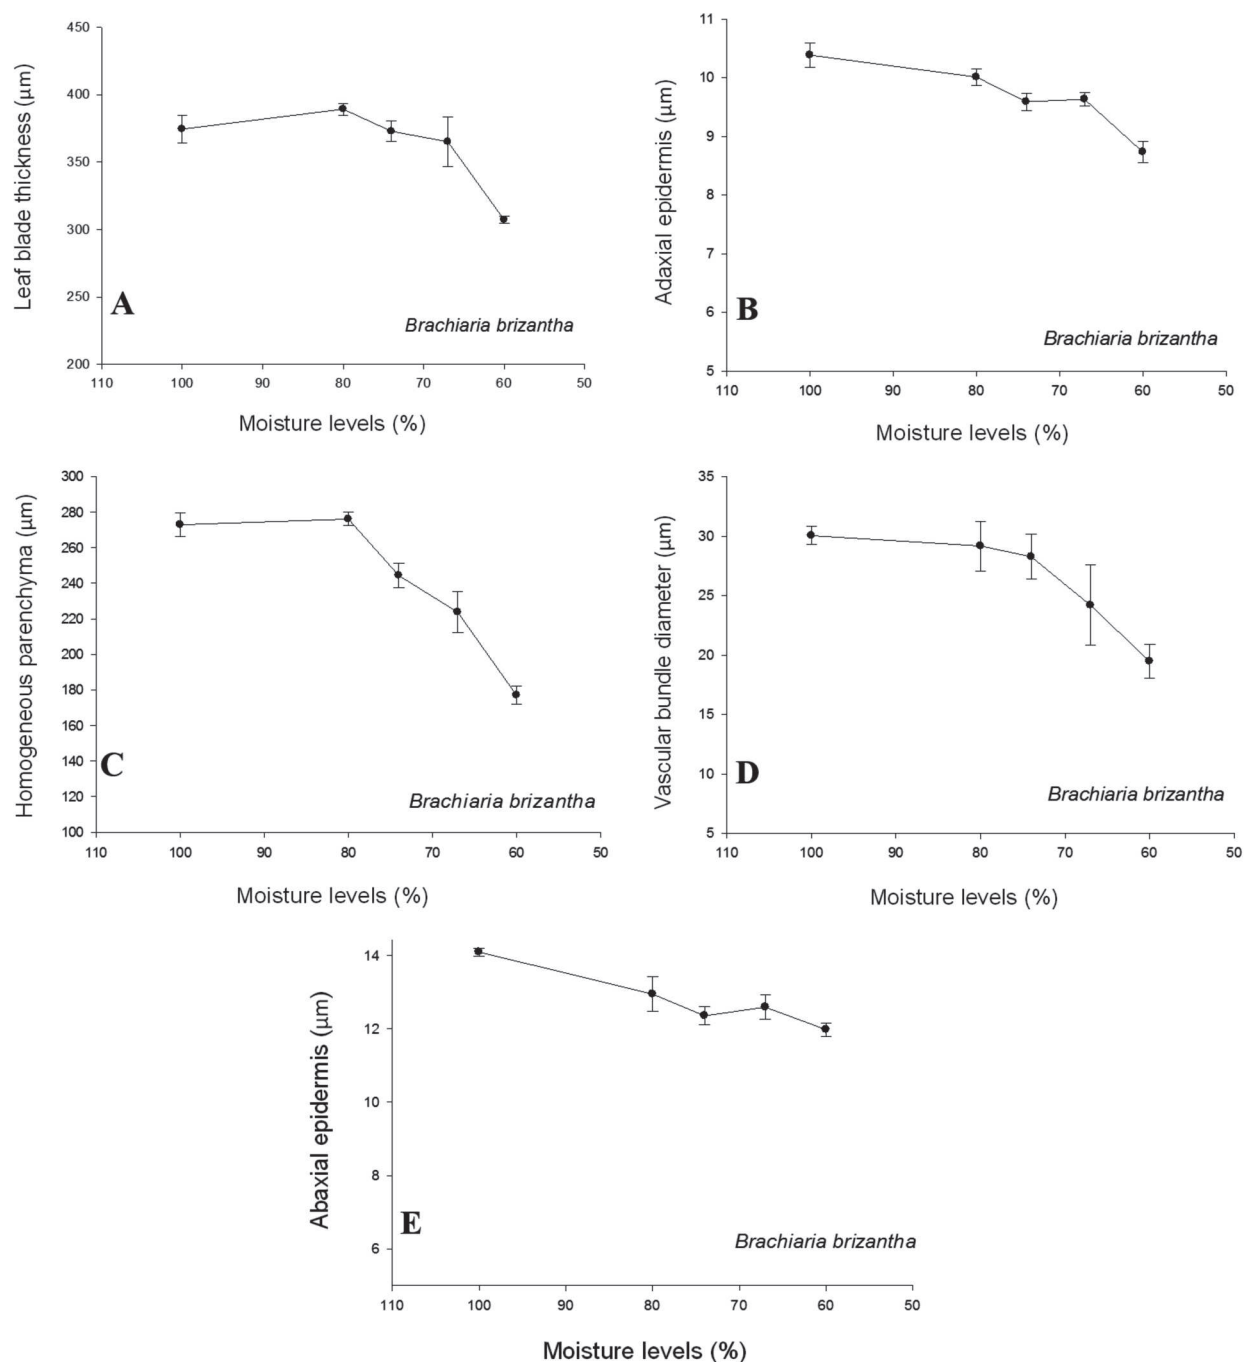 Leaf blade thickness (μm)
450
400
350
300
250
200
A
Brachiaria brizantha
110 100 90 80 70 60 50
Moisture levels (%)
Adaxial epidermis (μm)
11
10
9
8
7
6
5
B
Brachiaria brizantha
110 100 90 80 70 60 50
Moisture levels (%)
Homogeneous parenchyma (μm)
300
280
260
240
220
200
180
160
140
120
100
C
Brachiaria brizantha
110 100 90 80 70 60 50
Moisture levels (%)
Vascular bundle diameter (μm)
35
30
25
20
15
10
5
D
Brachiaria brizantha
110 100 90 80 70 60 50
Moisture levels (%)
Abaxial epidermis (μm)
14
12
10
8
6
E
Brachiaria brizantha
110 100 90 80 70 60 50
Moisture levels (%)